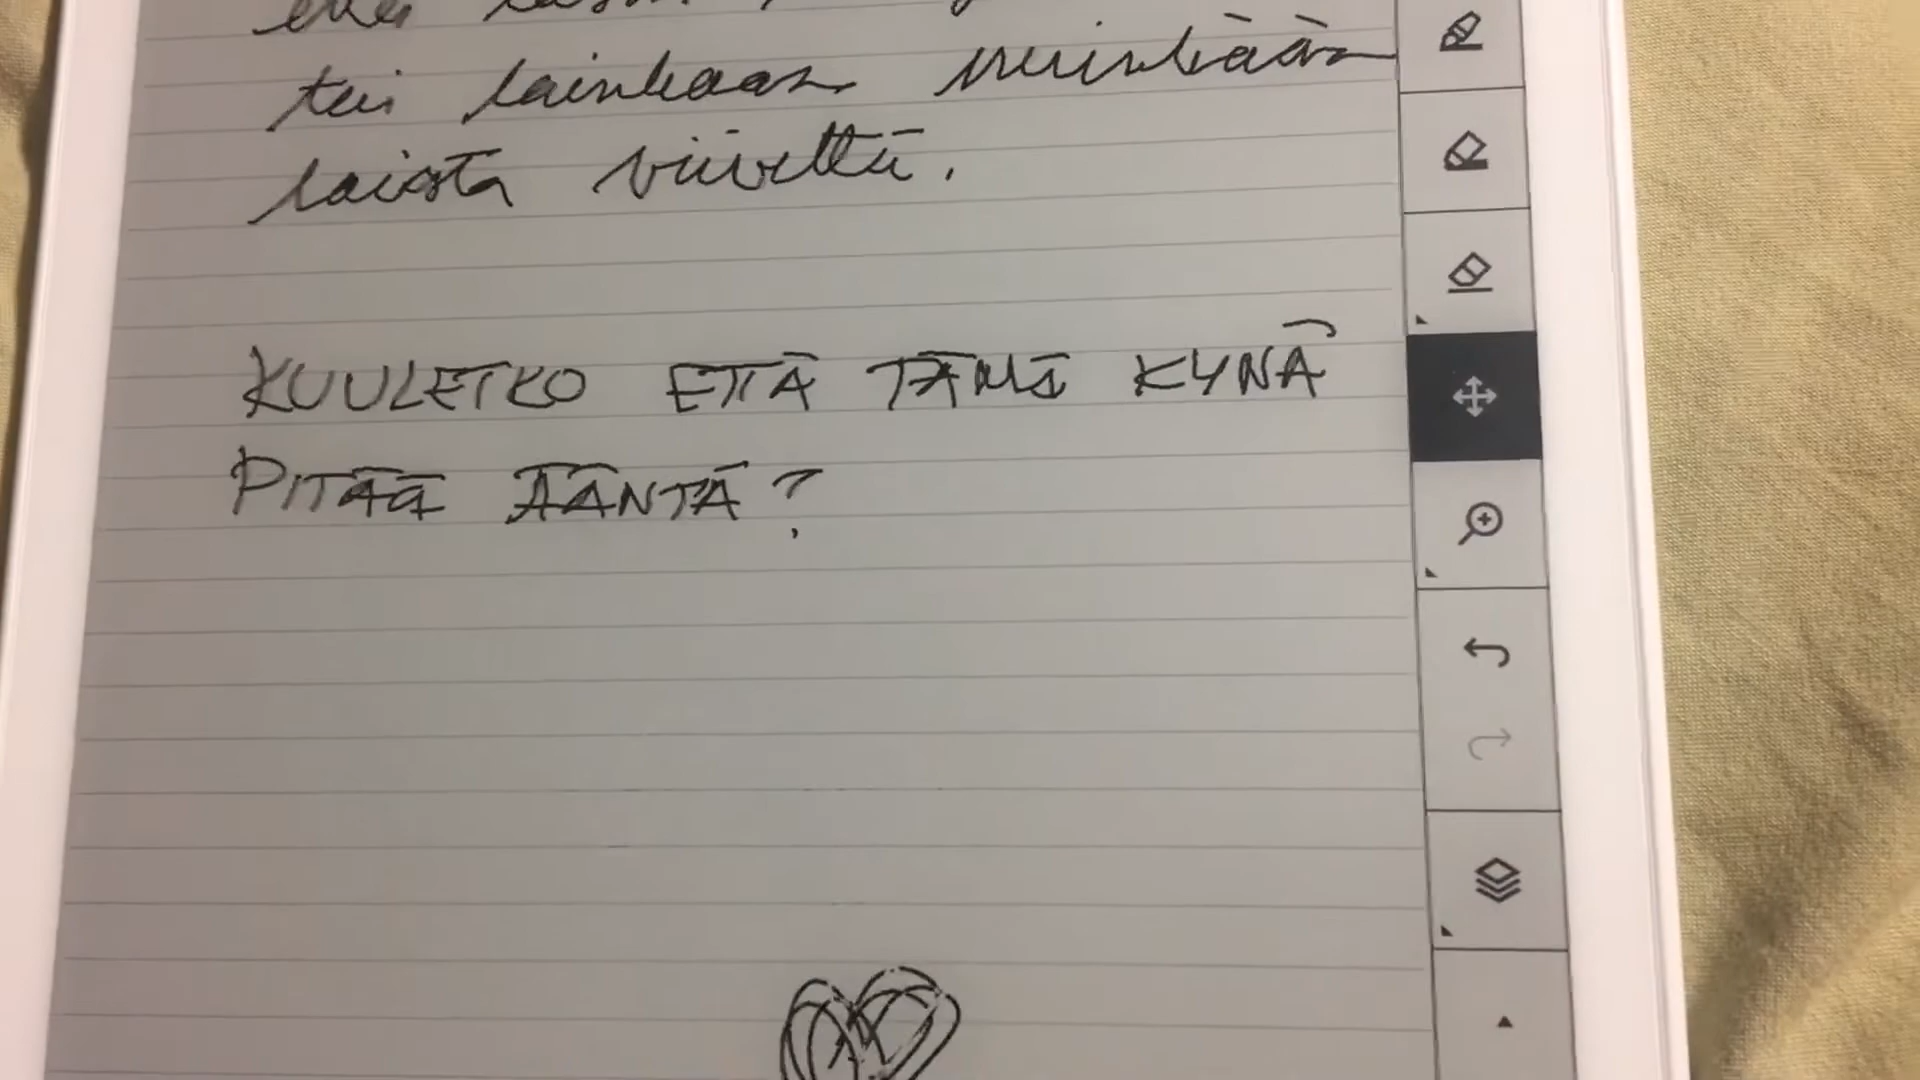 tai lainkaan minkään
laista viivettä.
KUULETKO ETTÄ TÄMÄ KYNÄ
PITÄÄ ÄÄNTÄ?